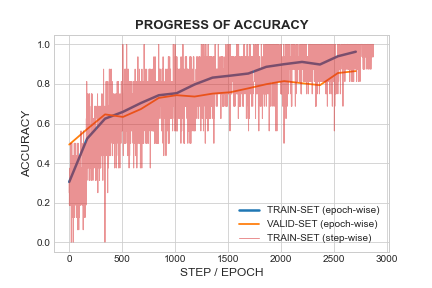 PROGRESS OF ACCURACY
1.0
0.8
0.6
0.4
0.2
0.0
ACCURACY
0 500 1000 1500 2000 2500 3000
STEP / EPOCH
TRAIN-SET (epoch-wise)
VALID-SET (epoch-wise)
TRAIN-SET (step-wise)